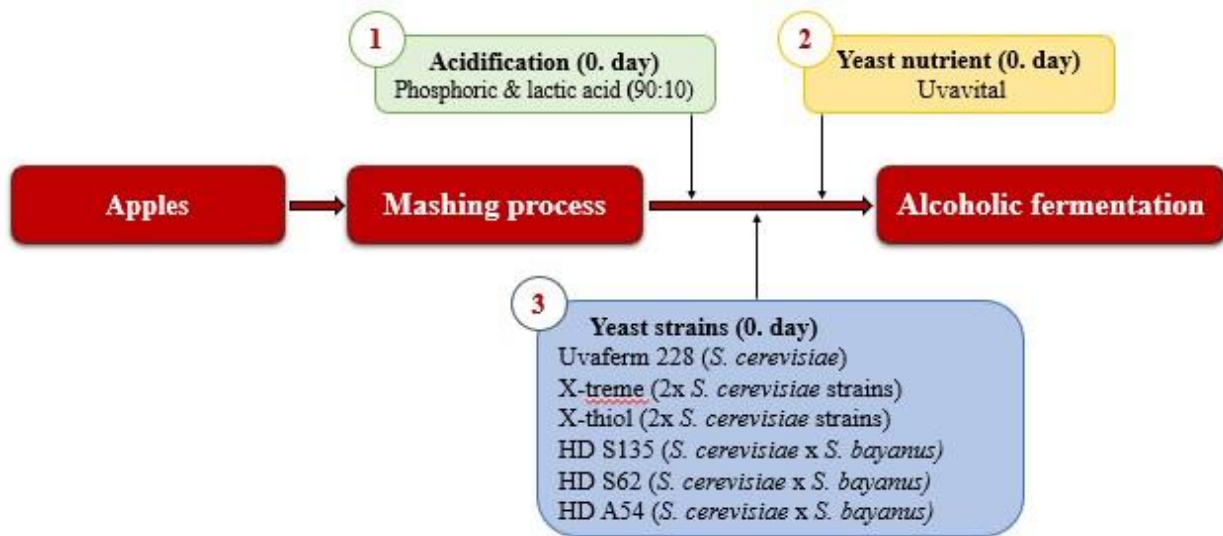 1
Acidification (0. day)
Phosphoric & lactic acid (90:10)
2
Yeast nutrient (0. day)
Uvavital
Apples
Mashing process
Alcoholic fermentation
3
Yeast strains (0. day)
Uvaferm 228 (S. cerevisiae)
X-treme (2x S. cerevisiae strains)
X-thiol (2x S. cerevisiae strains)
HD S135 (S. cerevisiae x S. bayanus)
HD S62 (S. cerevisiae x S. bayanus)
HD A54 (S. cerevisiae x S. bayanus)